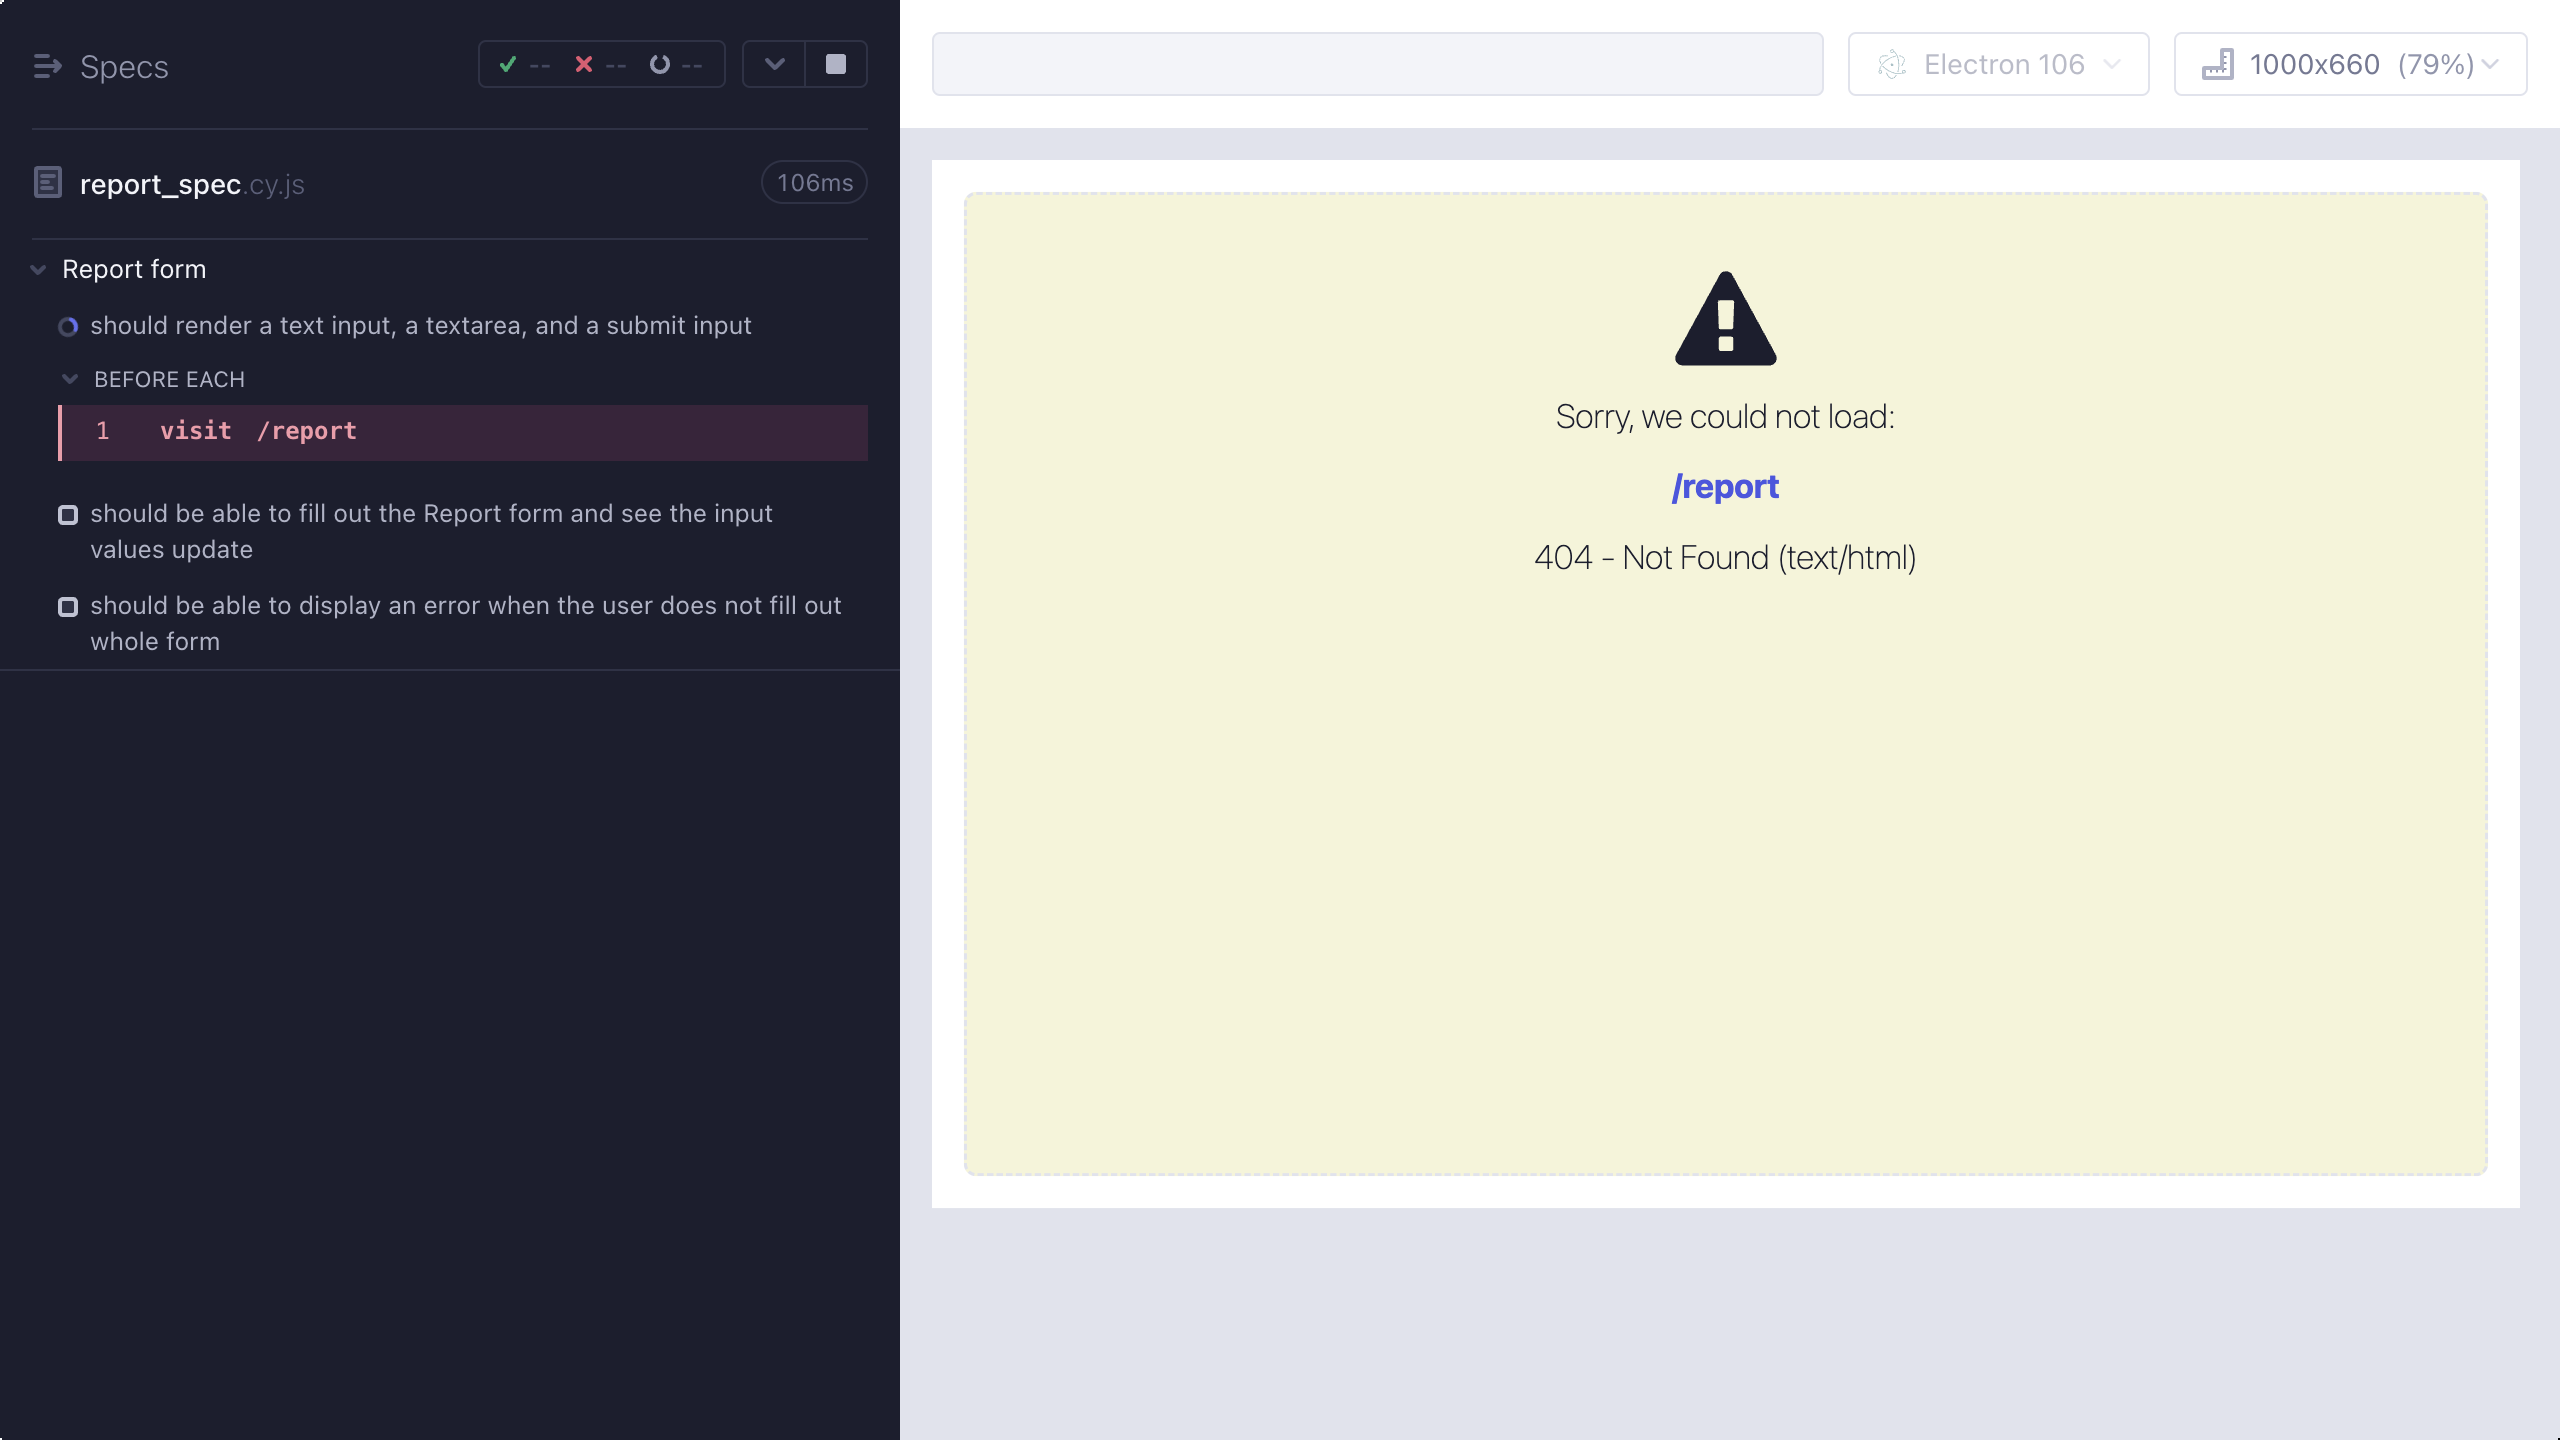 Specs
-- -- --
Electron 106
1000x660 (79%)
report_spec.cy.js
106ms
Report form
should render a text input, a textarea, and a submit input
BEFORE EACH
1 visit /report
should be able to fill out the Report form and see the input
values update
should be able to display an error when the user does not fill out
whole form
Sorry, we could not load:
/report
404 - Not Found (text/html)